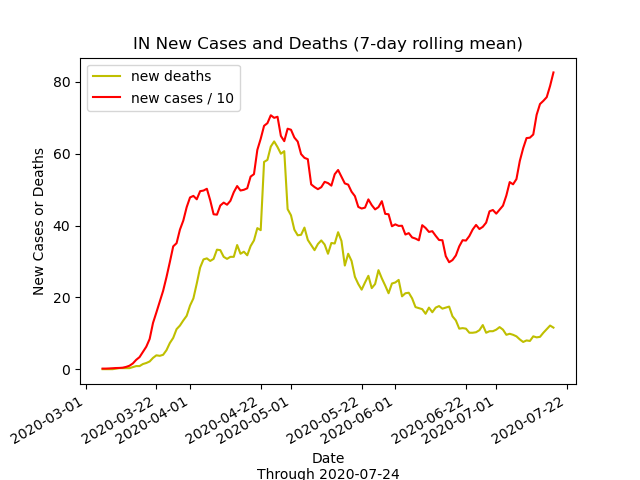 IN New Cases and Deaths (7-day rolling mean)
new deaths
new cases / 10
New Cases or Deaths
80
60
40
20
0
2020-03-01
2020-03-22
2020-04-01
2020-04-22
2020-05-01
2020-05-22
2020-06-01
2020-06-22
2020-07-01
2020-07-22
Date
Through 2020-07-24